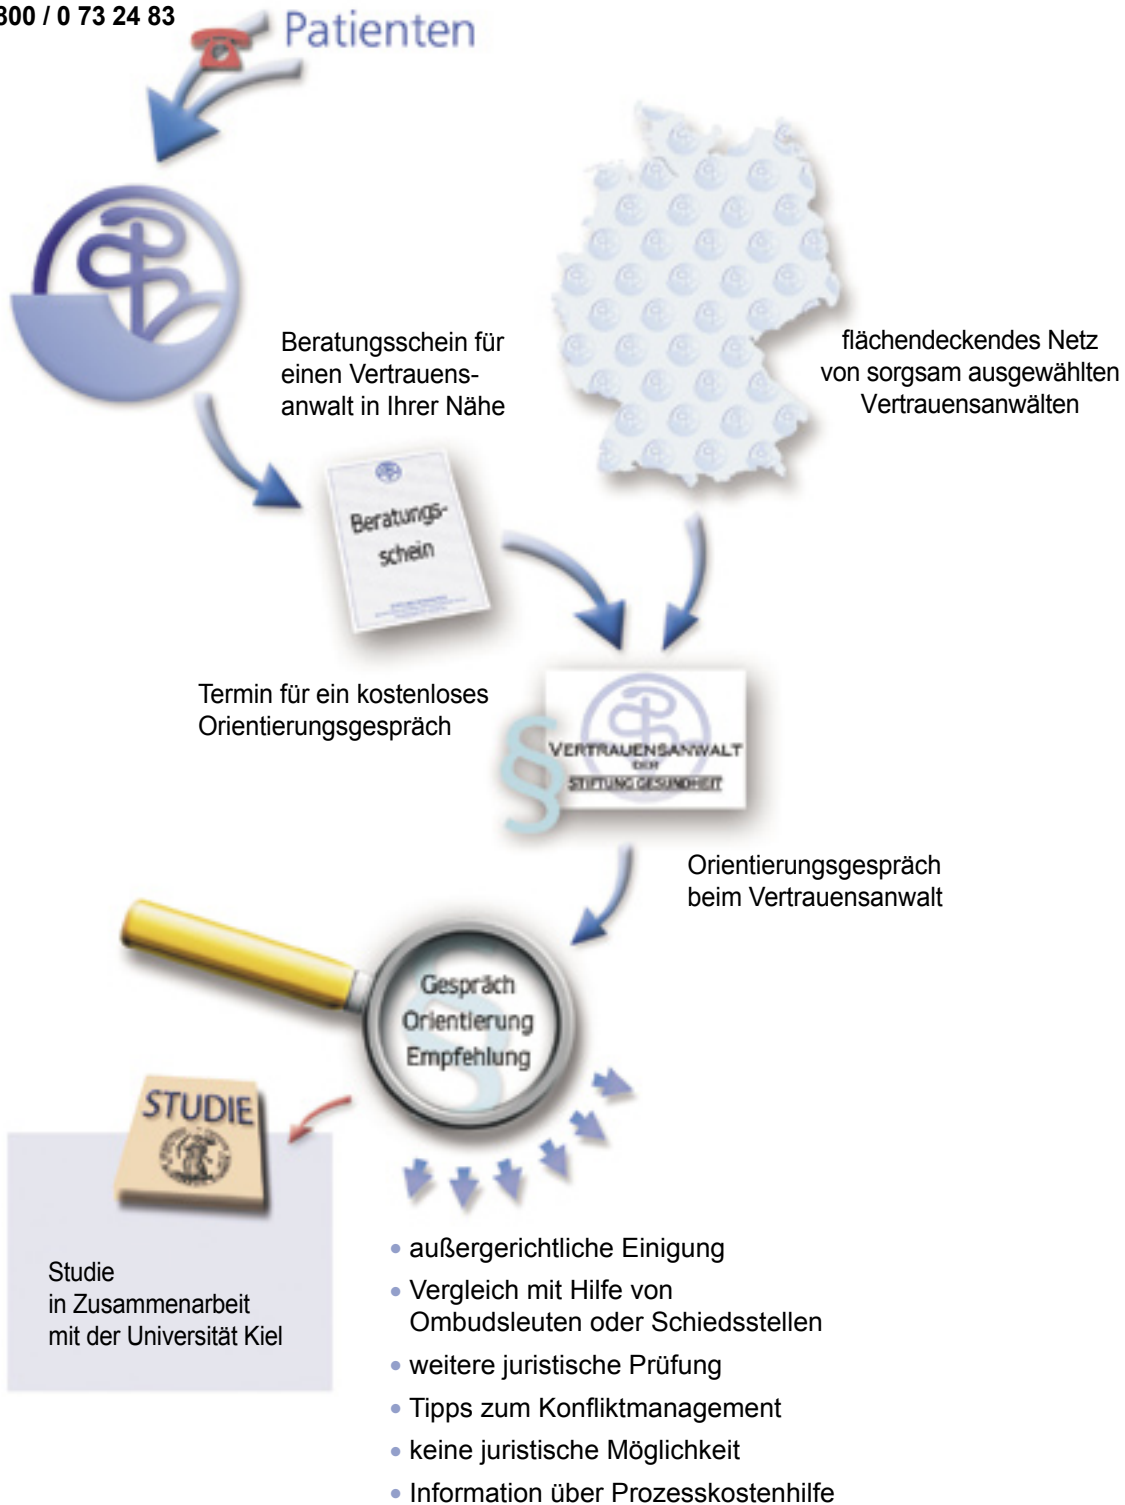 800 / 0 73 24 83
Patienten
Beratungsschein für
einen Vertrauens-
anwalt in Ihrer Nähe
flächendeckendes Netz
von sorgsam ausgewählten
Vertrauensanwälten
Beratungs-
schein
Termin für ein kostenloses
Orientierungsgespräch
§
VERTRAUENSANWALT
DER
STIFTUNG GESUNDHEIT
Orientierungsgespräch
beim Vertrauensanwalt
Gespräch
Orientierung
Empfehlung
STUDIE
Studie
in Zusammenarbeit
mit der Universität Kiel
• außergerichtliche Einigung
• Vergleich mit Hilfe von
Ombudsleuten oder Schiedsstellen
• weitere juristische Prüfung
• Tipps zum Konfliktmanagement
• keine juristische Möglichkeit
• Information über Prozesskostenhilfe